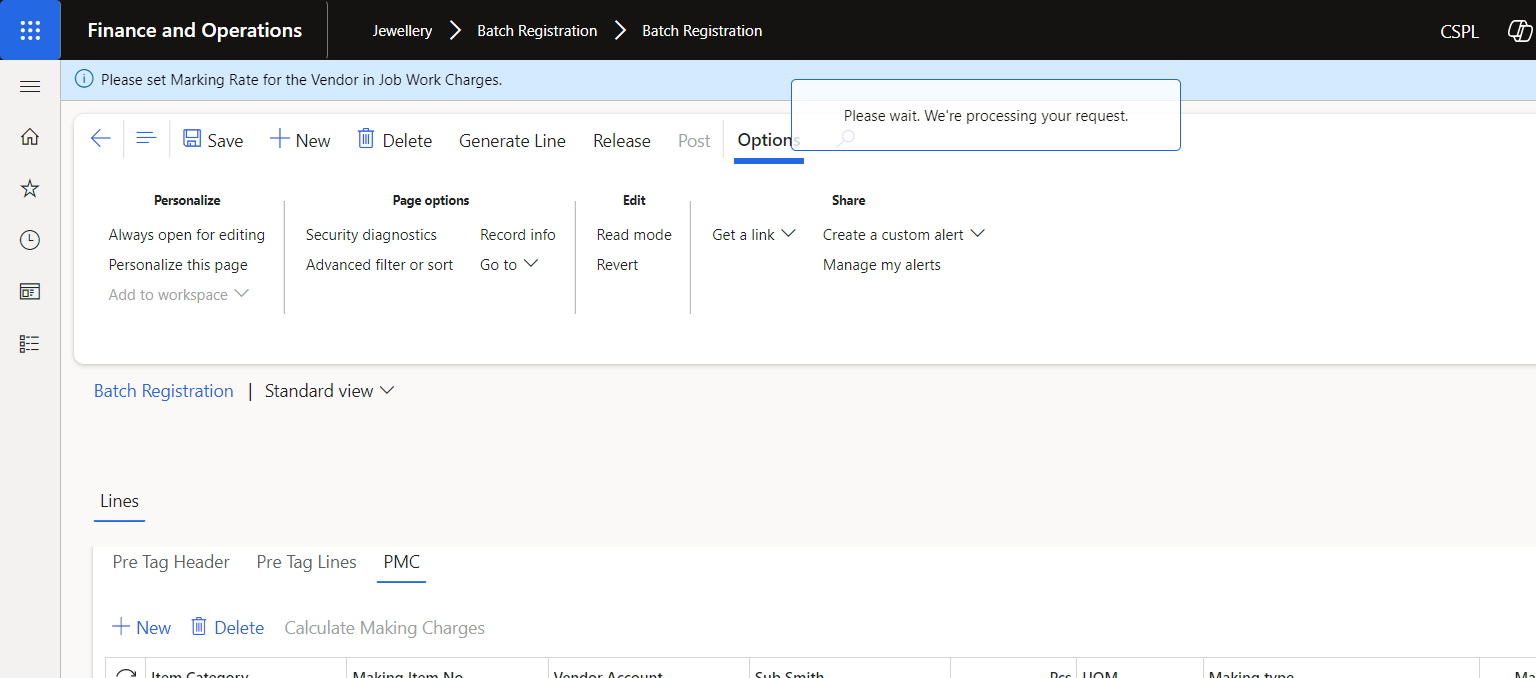 Finance and Operations
Jewellery
Batch Registration
Batch Registration
CSPL
Please set Marking Rate for the Vendor in Job Work Charges.
Please wait. We're processing your request.
Save
New
Delete
Generate Line
Release
Post
Options
Personalize
Page options
Edit
Share
Always open for editing
Security diagnostics
Record info
Read mode
Get a link
Create a custom alert
Personalize this page
Advanced filter or sort
Go to
Revert
Manage my alerts
Add to workspace
Batch Registration | Standard view
Lines
Pre Tag Header
Pre Tag Lines
PMC
New
Delete
Calculate Making Charges
Item Category
Making Item No
Vendor Account
Sub Smith
Pcs
UOM
Making type
Ma